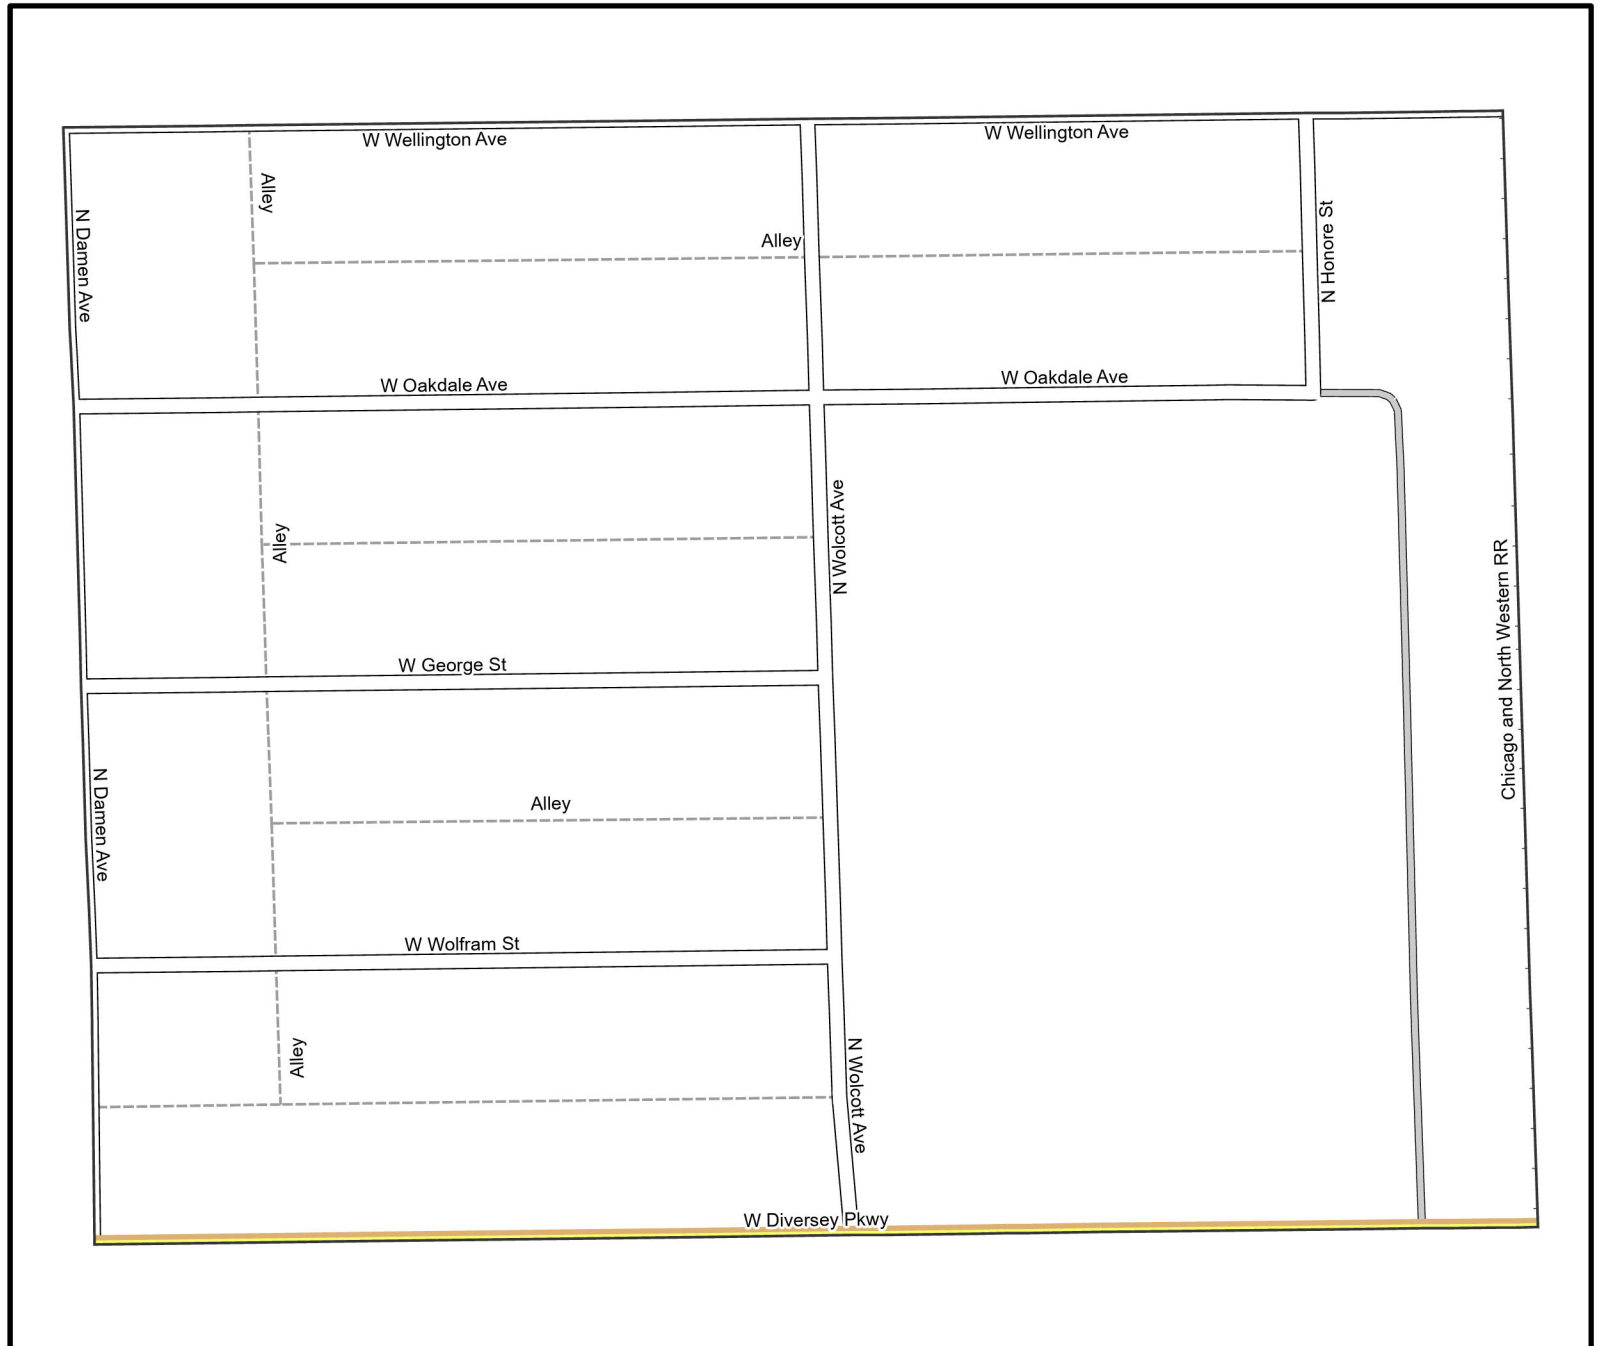 W Wellington Ave
W Wellington Ave
Alley
N Damen Ave
Alley
N Honore St
W Oakdale Ave
W Oakdale Ave
Alley
N Wolcott Ave
Chicago and North Western RR
W George St
N Damen Ave
Alley
W Wolfram St
Alley
N Wolcott Ave
W Diversey Pkwy